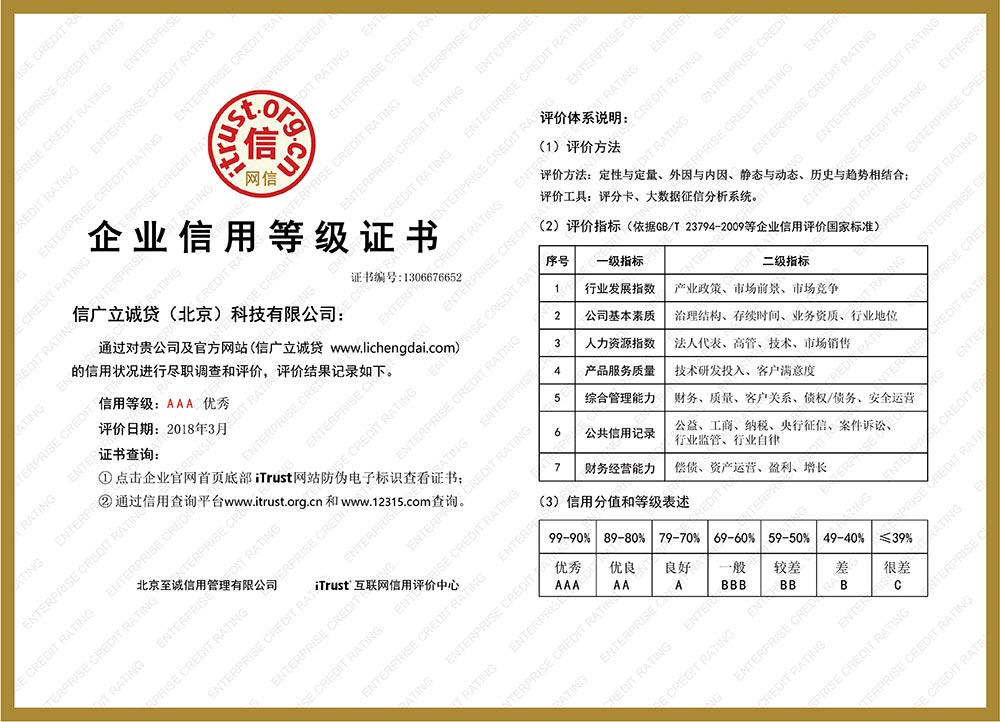 itrust.org.cn
信
网信
企业信用等级证书
证书编号:1306676652
信广立诚贷（北京）科技有限公司：
通过对贵公司及官方网站(信广立诚贷 www.lichengdai.com)
的信用状况进行尽职调查和评价，评价结果记录如下。
信用等级：AAA 优秀
评价日期：2018年3月
证书查询：
①点击企业官网首页底部 iTrust网站防伪电子标识查看证书；
②通过信用查询平台www.itrust.org.cn 和 www.12315.com查询。
北京至诚信用管理有限公司 iTrust 互联网信用评价中心
评价体系说明：
（1）评价方法
评价方法：定性与定量、外因与内因、静态与动态、历史与趋势相结合；
评价工具：评分卡、大数据征信分析系统。
（2）评价指标（依据GB/T 23794-2009等企业信用评价国家标准）
序号 一级指标 二级指标
1 行业发展指数 产业政策、市场前景、市场竞争
2 公司基本素质 治理结构、存续时间、业务资质、行业地位
3 人力资源指数 法人代表、高管、技术、市场销售
4 产品服务质量 技术研发投入、客户满意度
5 综合管理能力 财务、质量、客户关系、债权/债务、安全运营
6 公共信用记录 公益、工商、纳税、央行征信、案件诉讼、
行业监管、行业自律
7 财务经营能力 偿债、资产运营、盈利、增长
（3）信用分值和等级表述
99-90% 89-80% 79-70% 69-60% 59-50% 49-40% ≤39%
优秀 优良 良好 一般 较差 差 很差
AAA AA A BBB BB B C
ENTERPRISE CREDIT RATING